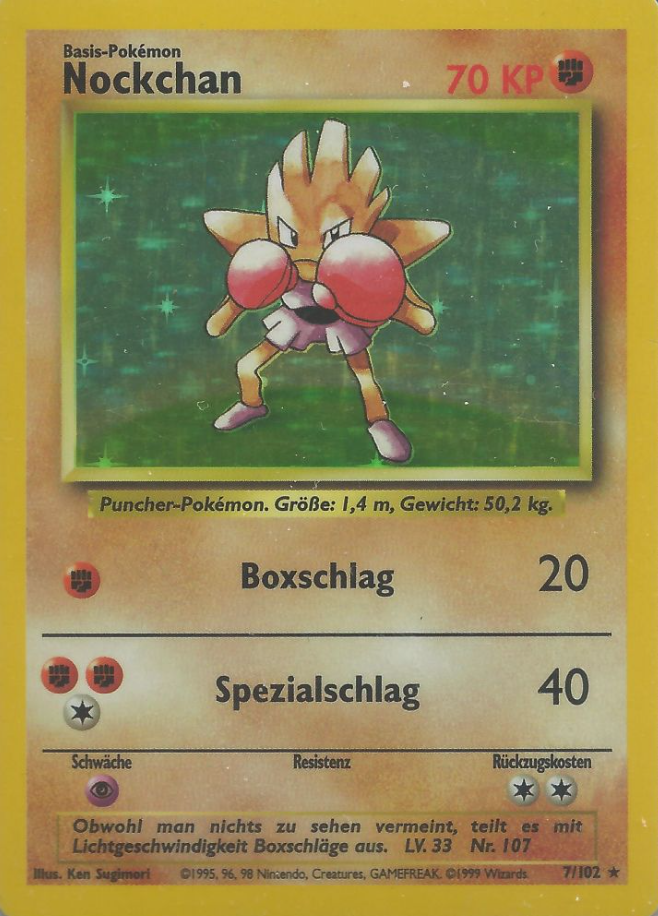 Basis-Pokémon
Nockchan
70 KP
Puncher-Pokémon. Größe: 1,4 m, Gewicht: 50,2 kg.
Boxschlag 20
Spezialschlag 40
Schwäche Resistenz Rückzugskosten
Obwohl man nichts zu sehen vermeint, teilt es mit
Lichtgeschwindigkeit Boxschläge aus. LV. 33 Nr. 107
Illus. Ken Sugimori ©1995, 96, 98 Nintendo, Creatures, GAMEFREAK. ©1999 Wizards. 7/102 ★